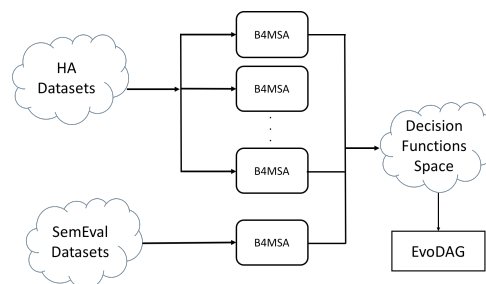 B4MSA
HA
Datasets
B4MSA
.
.
.
B4MSA
Decision
Functions
Space
SemEval
Datasets
B4MSA
EvoDAG